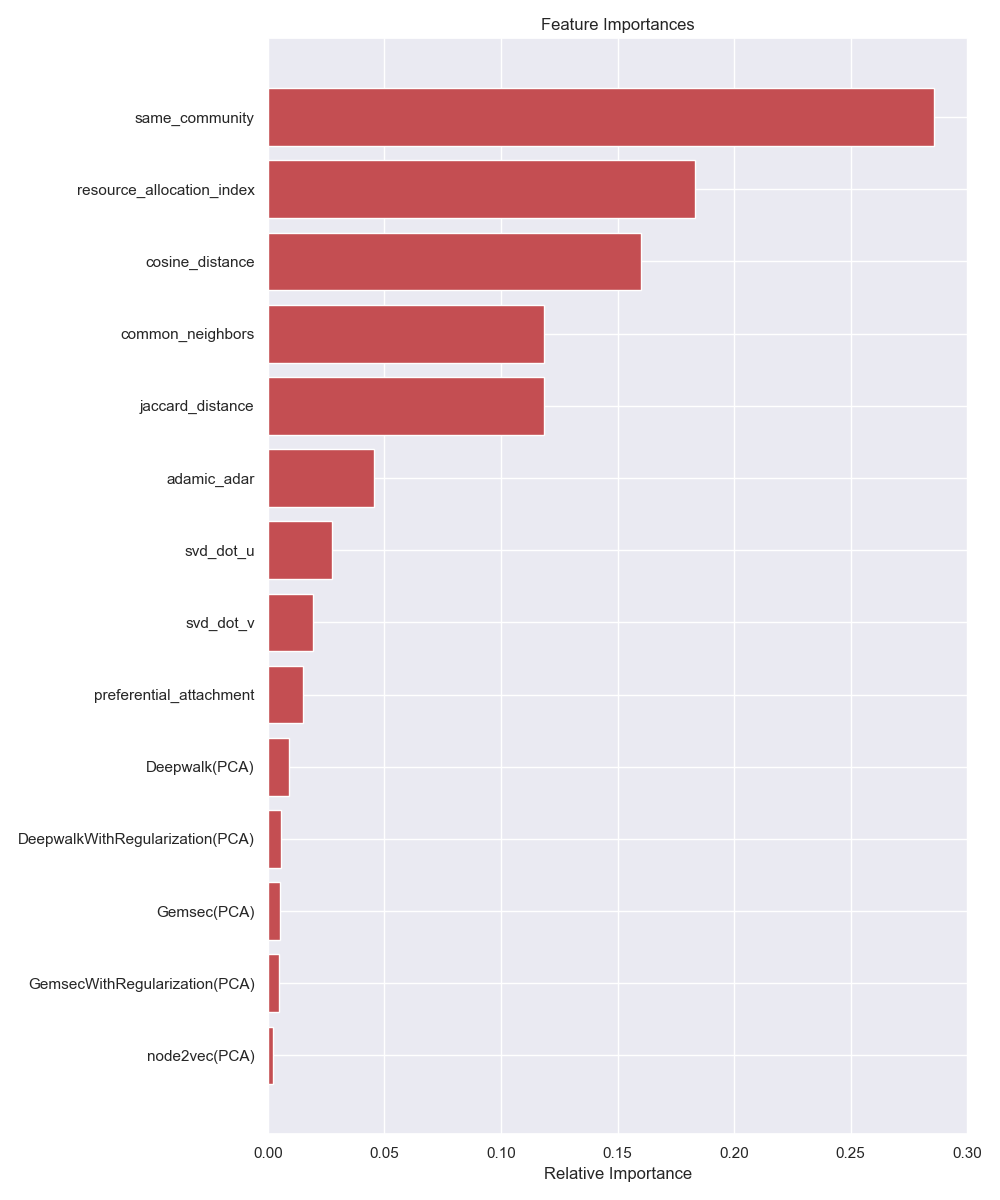 Feature Importances
same_community
resource_allocation_index
cosine_distance
common_neighbors
jaccard_distance
adamic_adar
svd_dot_u
svd_dot_v
preferential_attachment
Deepwalk(PCA)
DeepwalkWithRegularization(PCA)
Gemsec(PCA)
GemsecWithRegularization(PCA)
node2vec(PCA)
0.00 0.05 0.10 0.15 0.20 0.25 0.30
Relative Importance